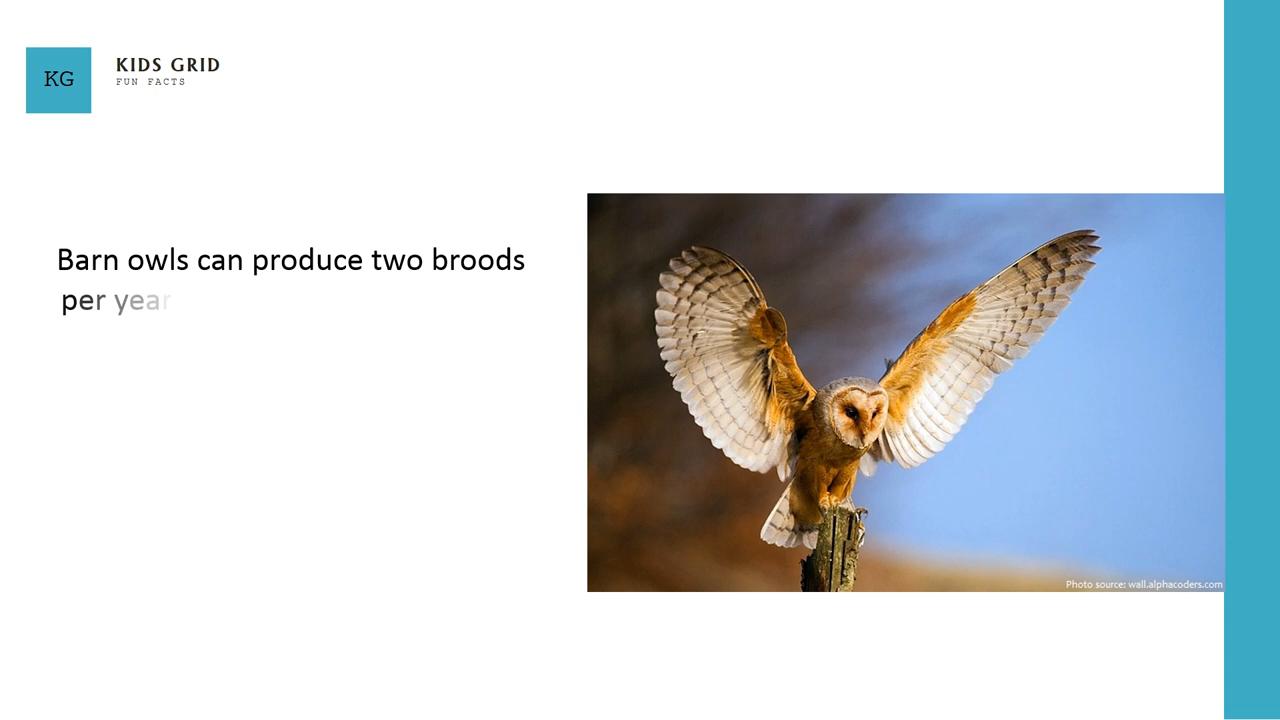 KG
KIDS GRID
FUN FACTS
Barn owls can produce two broods
per year
Photo source: wall.alphacoders.com